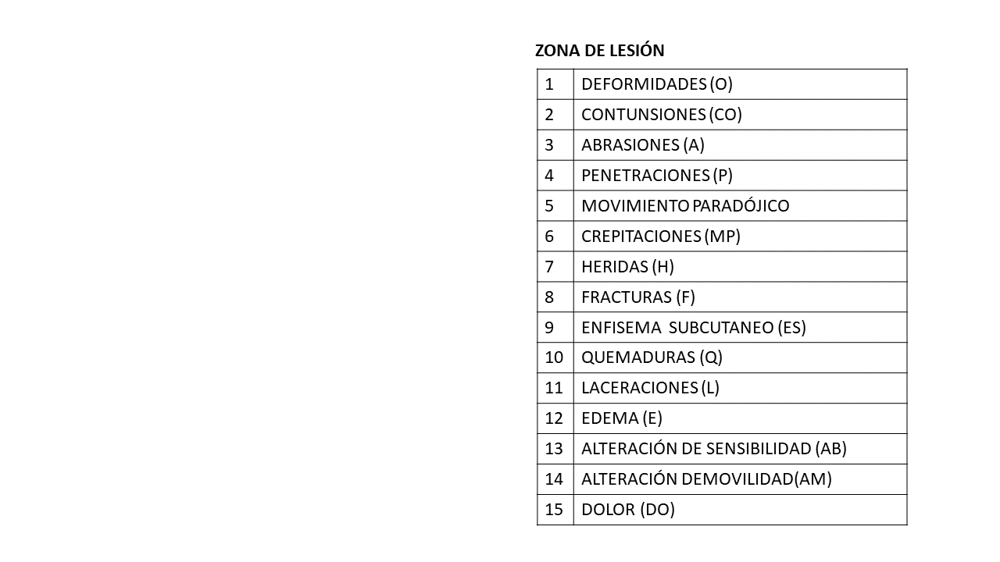 ZONA DE LESIÓN
1 DEFORMIDADES (O)
2 CONTUNSIONES (CO)
3 ABRASIONES (A)
4 PENETRACIONES (P)
5 MOVIMIENTO PARADÓJICO
6 CREPITACIONES (MP)
7 HERIDAS (H)
8 FRACTURAS (F)
9 ENFISEMA SUBCUTANEO (ES)
10 QUEMADURAS (Q)
11 LACERACIONES (L)
12 EDEMA (E)
13 ALTERACIÓN DE SENSIBILIDAD (AB)
14 ALTERACIÓN DEMOVILIDAD(AM)
15 DOLOR (DO)